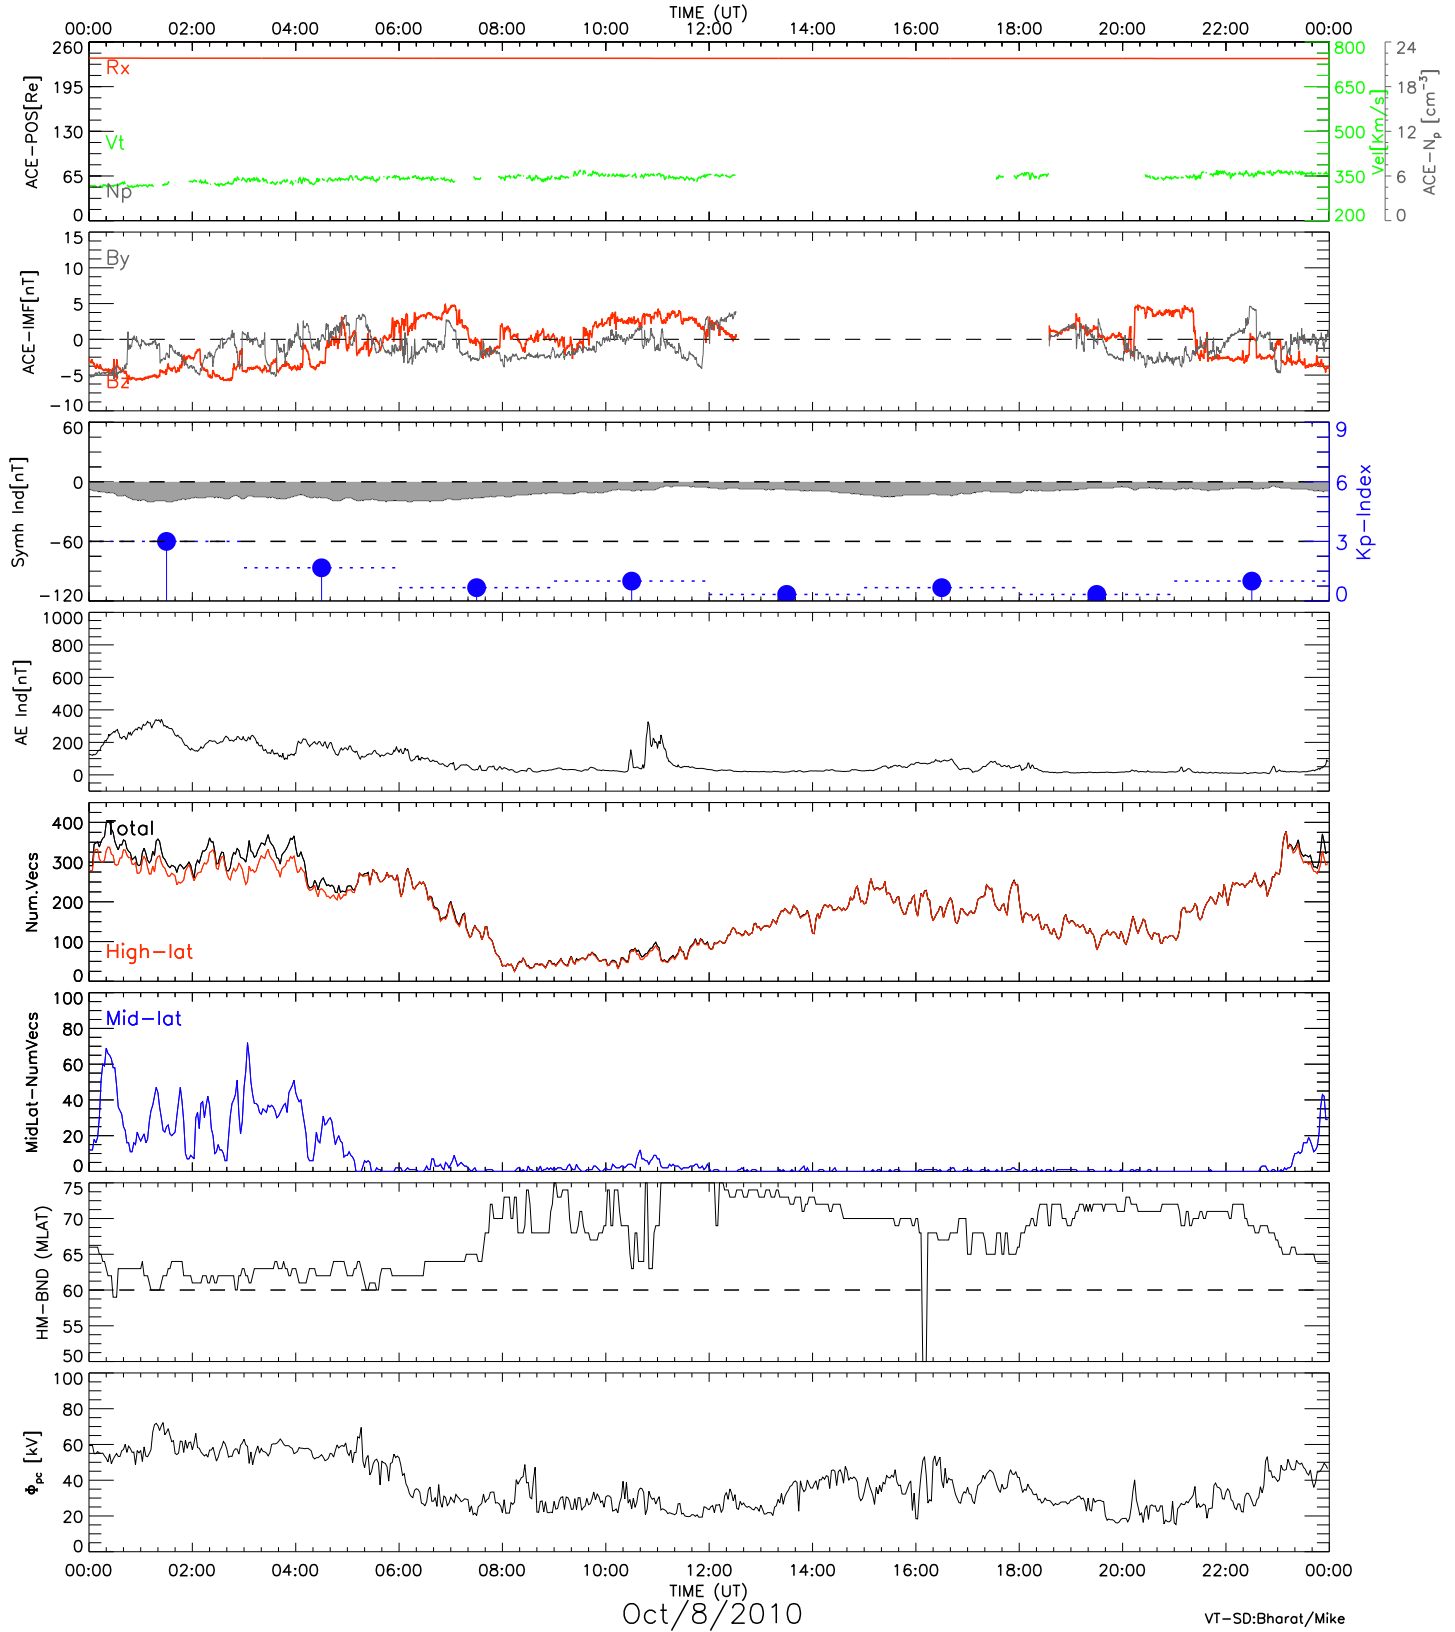 TIME (UT)
00:00 02:00 04:00 06:00 08:00 10:00 12:00 14:00 16:00 18:00 20:00 22:00 00:00
ACE-POS[Re]
260
195
130
65
0
Rx
Vt
Np
800
650
500
350
200
Vel[Km/s]
24
18
12
6
0
ACE-Np [cm-3]
ACE-IMF[nT]
15
10
5
0
-5
-10
By
Bz
Symh Ind[nT]
60
0
-60
-120
9
6
3
0
Kp-Index
AE Ind[nT]
1000
800
600
400
200
0
Num.Vecs
400
300
200
100
0
Total
High-lat
MidLat-NumVecs
100
80
60
40
20
0
Mid-lat
HM-BND (MLAT)
75
70
65
60
55
50
Φpc [kV]
100
80
60
40
20
0
00:00 02:00 04:00 06:00 08:00 10:00 12:00 14:00 16:00 18:00 20:00 22:00 00:00
TIME (UT)
Oct/8/2010
VT-SD:Bharat/Mike